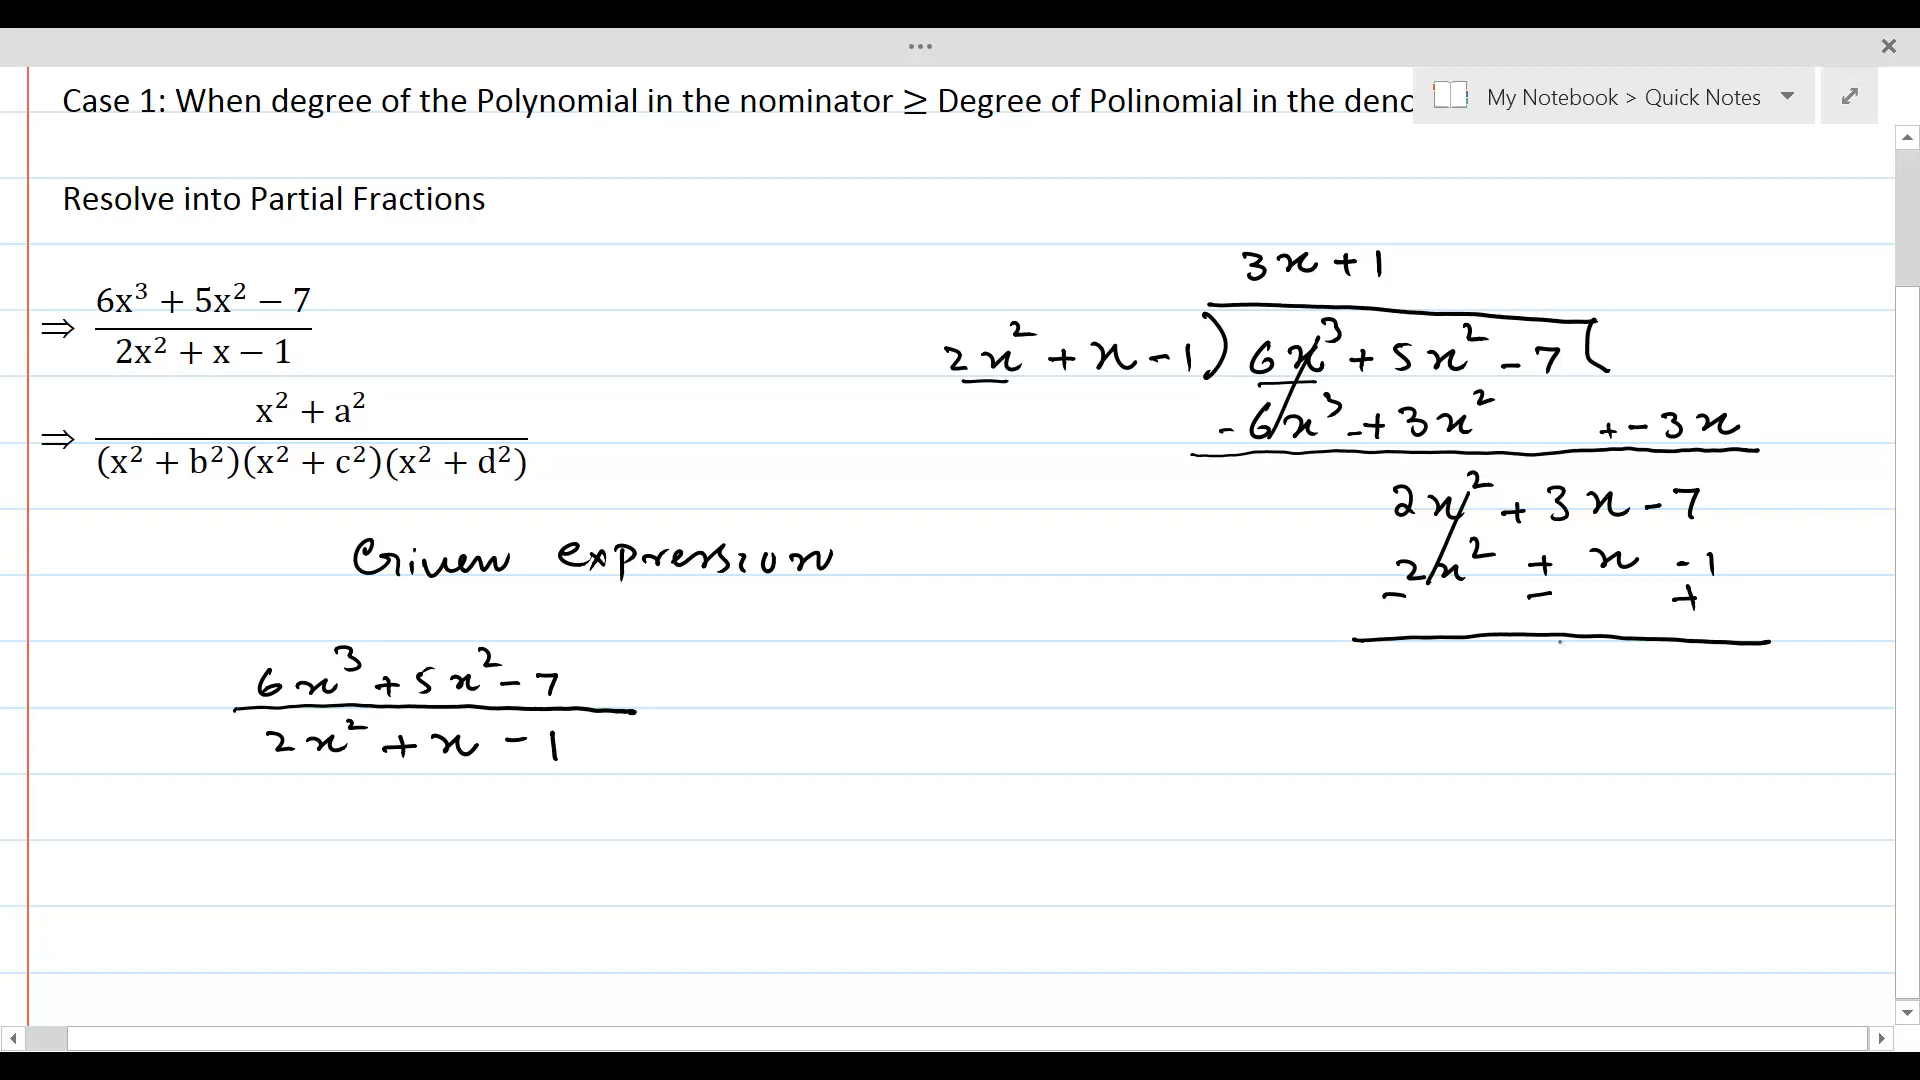 Case 1: When degree of the Polynomial in the nominator ≥ Degree of Polinomial in the deno
My Notebook > Quick Notes
Resolve into Partial Fractions
⇒ (6x³ + 5x² − 7)/(2x² + x − 1)
⇒ (x² + a²)/((x² + b²)(x² + c²)(x² + d²))
Given expression
6x³ + 5x² - 7
2x² + x - 1
3x + 1
2x² + x - 1) 6x³ + 5x² - 7 (
- 6x³ - + 3x² + - 3x
2x² + 3x - 7
2x² + x - 1
- - +